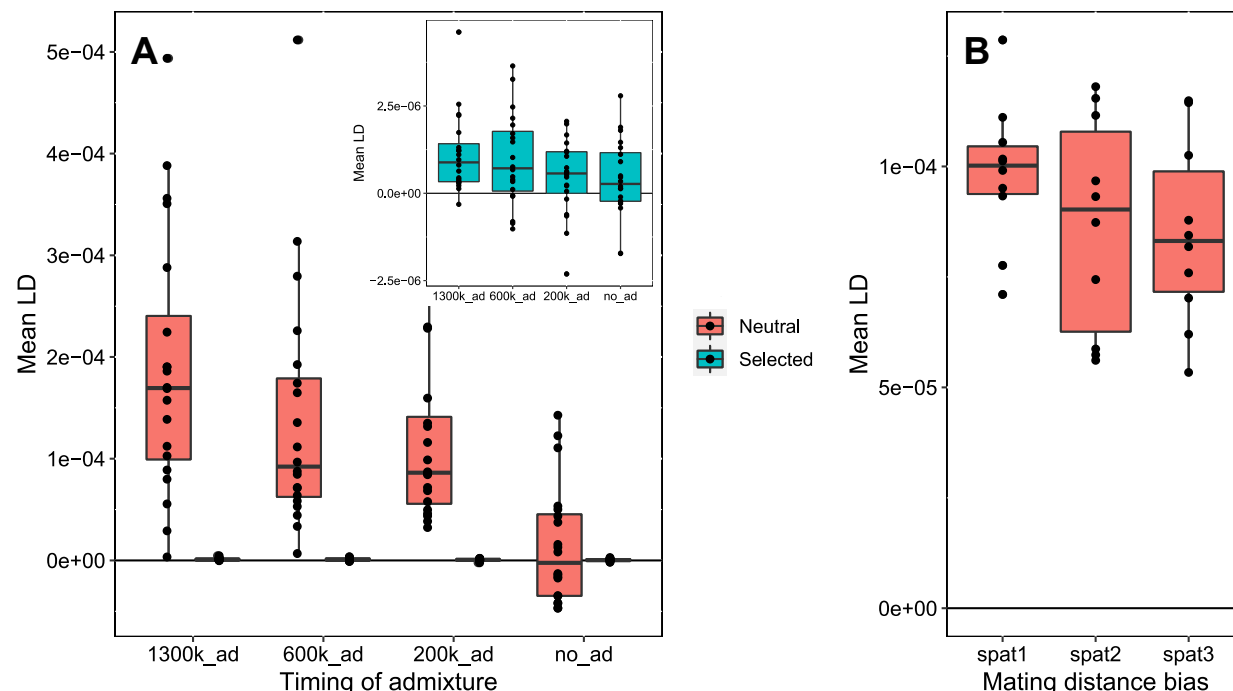 A
Mean LD
5e−04
4e−04
3e−04
2e−04
1e−04
0e+00
1300k_ad 600k_ad 200k_ad no_ad
Timing of admixture
Mean LD
2.5e−06
0.0e+00
−2.5e−06
1300k_ad 600k_ad 200k_ad no_ad
Neutral
Selected
B
Mean LD
1e−04
5e−05
0e+00
spat1 spat2 spat3
Mating distance bias